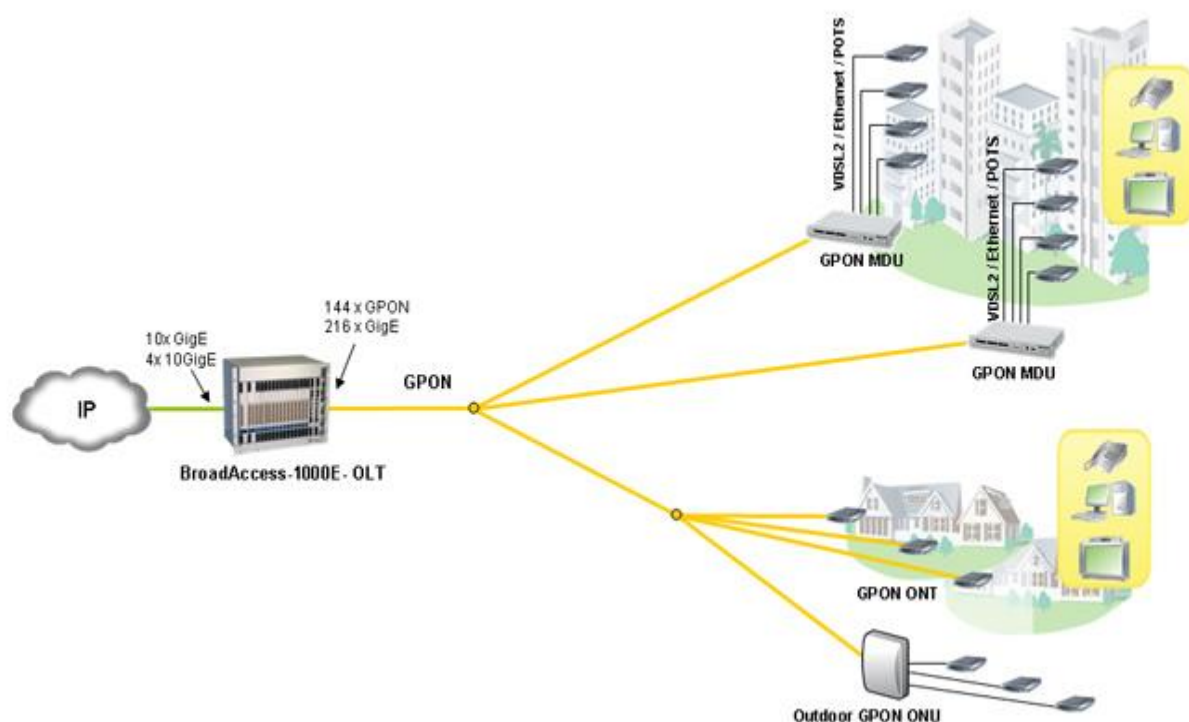 VDSL2 / Ethernet / POTS
GPON MDU
VDSL2 / Ethernet / POTS
GPON MDU
144 x GPON
216 x GigE
10x GigE
4x 10GigE
GPON
IP
BroadAccess-1000E - OLT
GPON ONT
Outdoor GPON ONU